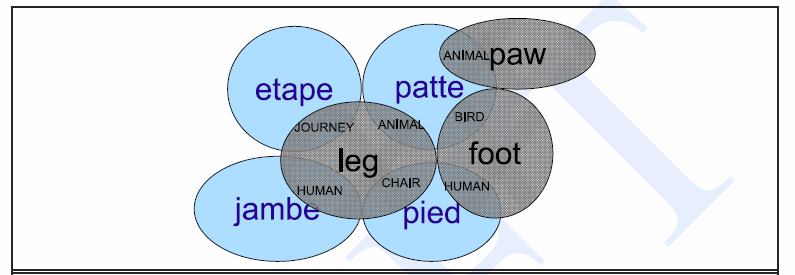 paw
ANIMAL
etape
patte
BIRD
JOURNEY
ANIMAL
leg
foot
HUMAN
CHAIR
HUMAN
jambe
pied